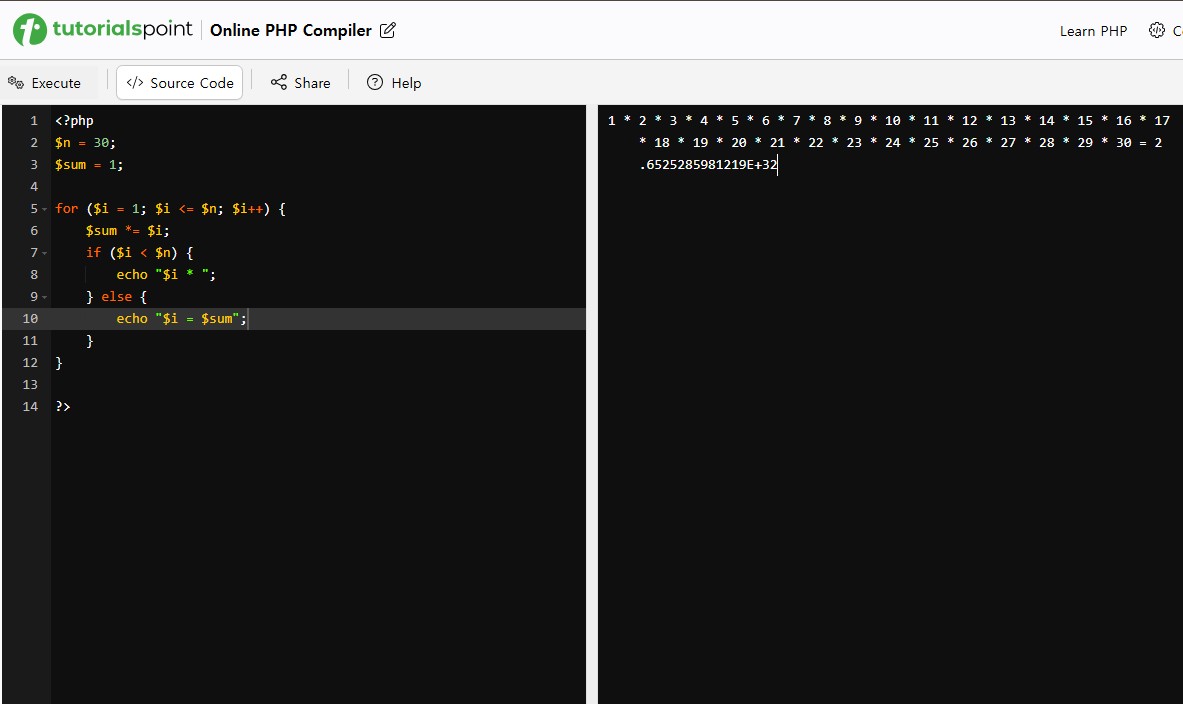 tutorialspoint Online PHP Compiler Learn PHP
Execute </> Source Code Share Help
1 <?php
2 $n = 30;
3 $sum = 1;
4
5 for ($i = 1; $i <= $n; $i++) {
6 $sum *= $i;
7 if ($i < $n) {
8 echo "$i * ";
9 } else {
10 echo "$i = $sum";
11 }
12 }
13
14 ?>
1 * 2 * 3 * 4 * 5 * 6 * 7 * 8 * 9 * 10 * 11 * 12 * 13 * 14 * 15 * 16 * 17
* 18 * 19 * 20 * 21 * 22 * 23 * 24 * 25 * 26 * 27 * 28 * 29 * 30 = 2
.6525285981219E+32